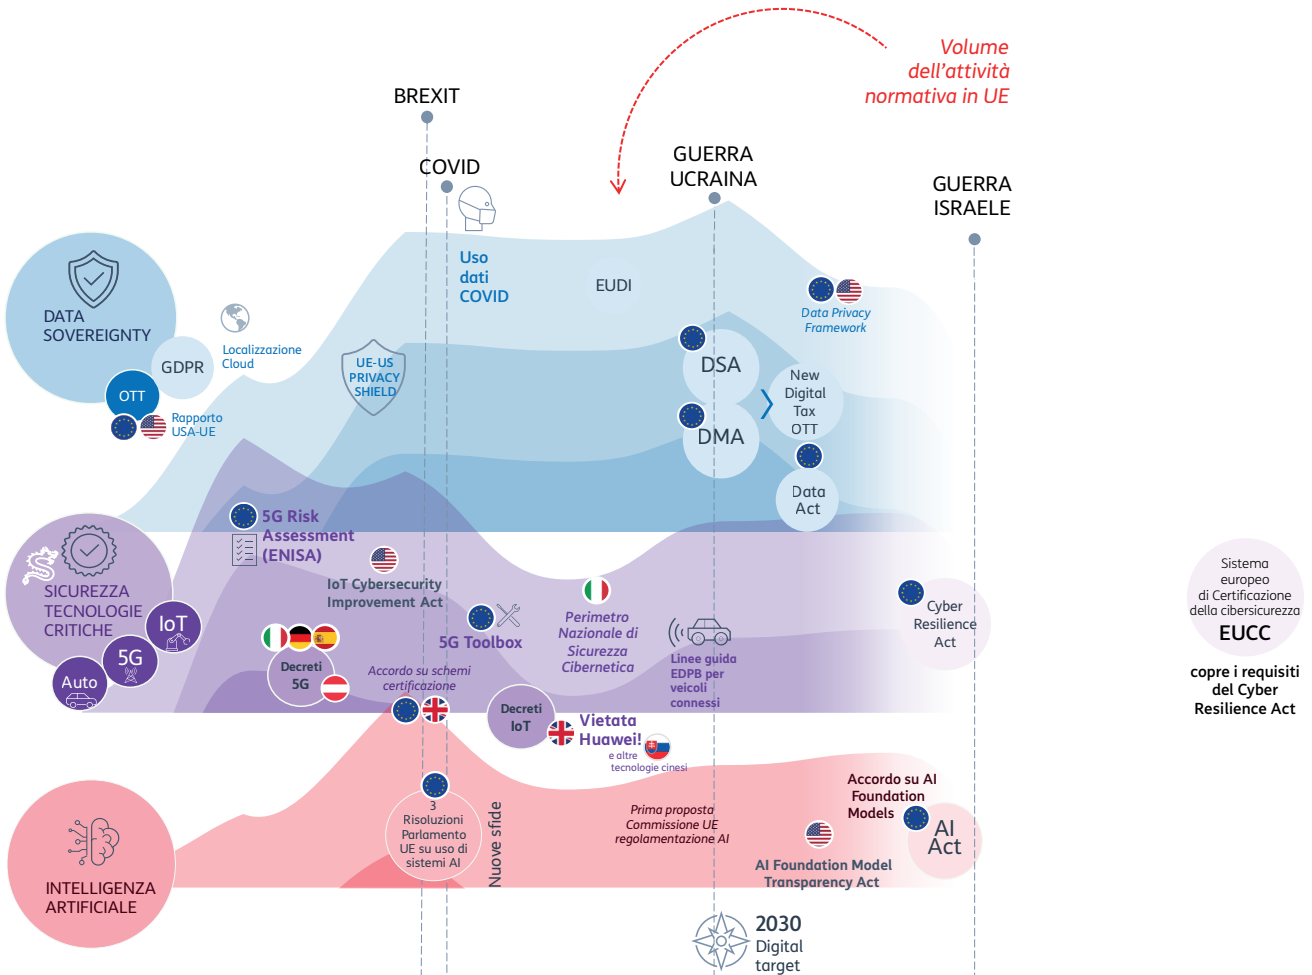 Volume
dell'attività
normativa in UE
BREXIT
COVID
GUERRA
UCRAINA
GUERRA
ISRAELE
Uso
dati
COVID
EUDI
DATA
SOVEREIGNTY
GDPR
Localizzazione
Cloud
OTT
Rapporto
USA-UE
UE-US
PRIVACY
SHIELD
Data Privacy
Framework
DSA
DMA
New
Digital
Tax
OTT
Data
Act
5G Risk
Assessment
(ENISA)
SICUREZZA
TECNOLOGIE
CRITICHE
IoT
5G
Auto
IoT Cybersecurity
Improvement Act
5G Toolbox
Decreti
5G
Accordo su schemi
certificazione
Perimetro
Nazionale di
Sicurezza
Cibernetica
Linee guida
EDPB per
veicoli
connessi
Decreti
IoT
Vietata
Huawei!
e altre
tecnologie cinesi
Cyber
Resilience
Act
Sistema
europeo
di Certificazione
della cibersicurezza
EUCC
copre i requisiti
del Cyber
Resilience Act
INTELLIGENZA
ARTIFICIALE
3
Risoluzioni
Parlamento
UE su uso di
sistemi AI
Nuove sfide
Prima proposta
Commissione UE
regolamentazione AI
Accordo su AI
Foundation
Models
AI
Act
AI Foundation Model
Transparency Act
2030
Digital
target